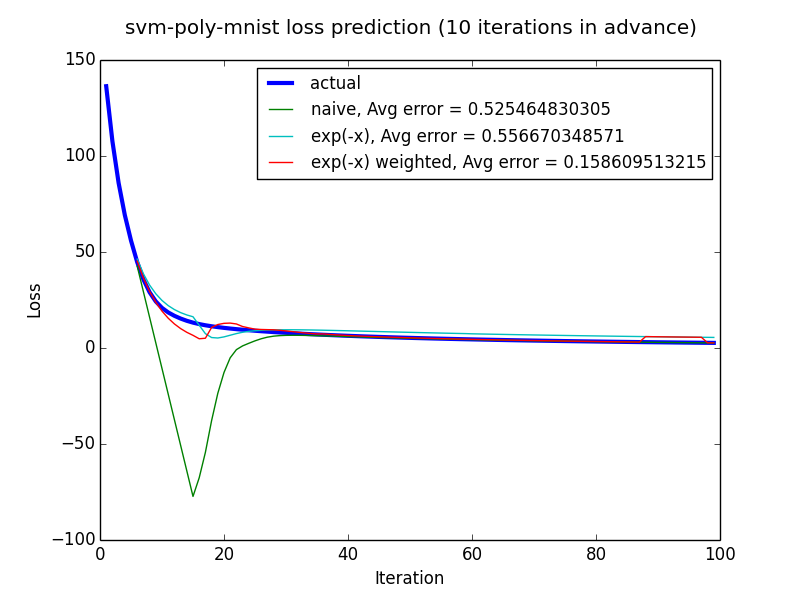 svm-poly-mnist loss prediction (10 iterations in advance)
150
100
50
0
−50
−100
Loss
actual
naive, Avg error = 0.525464830305
exp(-x), Avg error = 0.556670348571
exp(-x) weighted, Avg error = 0.158609513215
0 20 40 60 80 100
Iteration